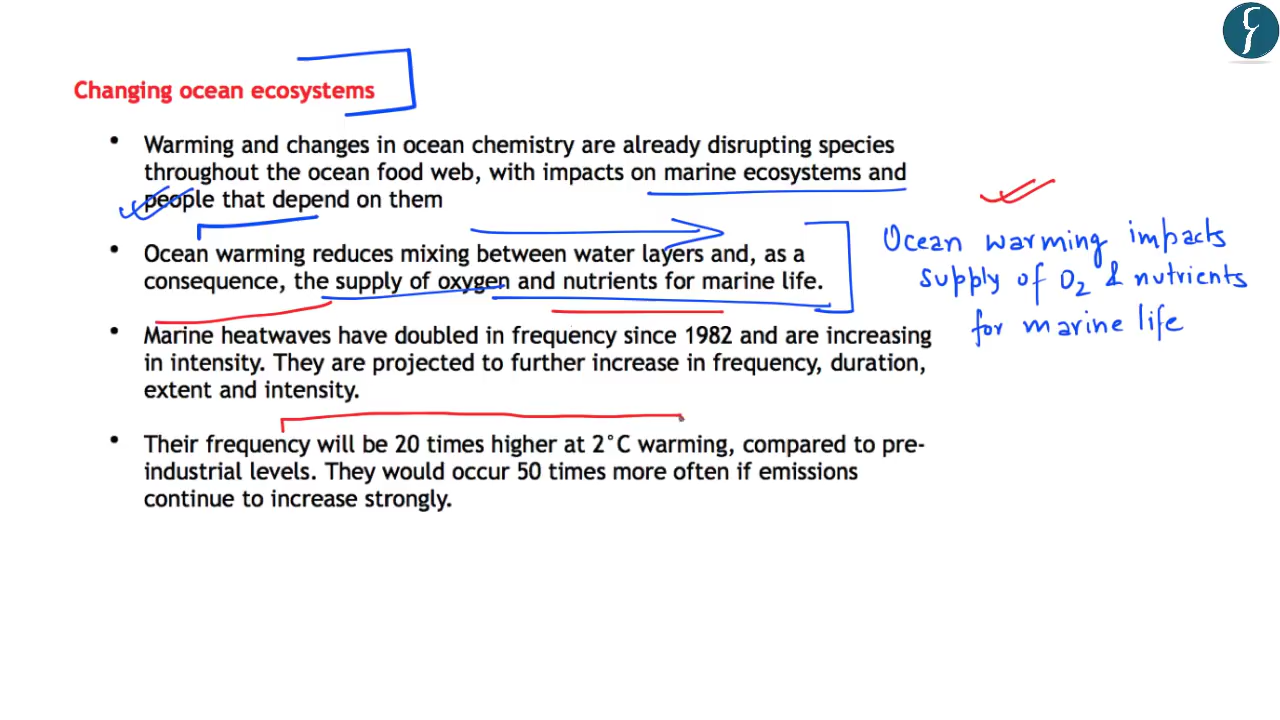 Changing ocean ecosystems
• Warming and changes in ocean chemistry are already disrupting species
throughout the ocean food web, with impacts on marine ecosystems and
people that depend on them
• Ocean warming reduces mixing between water layers and, as a
consequence, the supply of oxygen and nutrients for marine life.
• Marine heatwaves have doubled in frequency since 1982 and are increasing
in intensity. They are projected to further increase in frequency, duration,
extent and intensity.
• Their frequency will be 20 times higher at 2°C warming, compared to pre-
industrial levels. They would occur 50 times more often if emissions
continue to increase strongly.
Ocean warming impacts
supply of O₂ & nutrients
for marine life